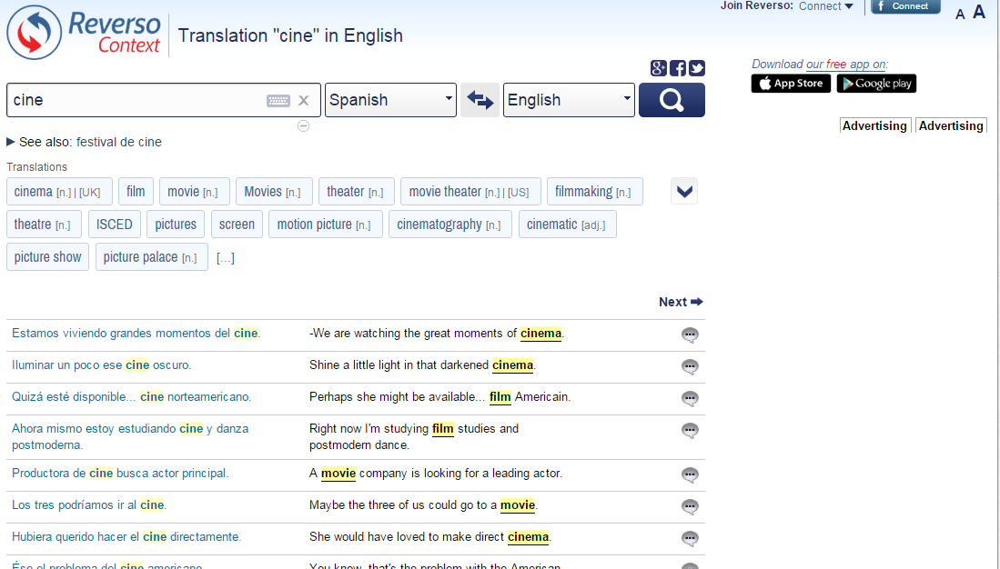 Join Reverso: Connect
f Connect
A A
Reverso
Context
Translation "cine" in English
Download our free app on:
App Store
Google play
cine
Spanish
English
Advertising Advertising
See also: festival de cine
Translations
cinema [n.] | [UK] film movie [n.] Movies [n.] theater [n.] movie theater [n.] | [US] filmmaking [n.]
theatre [n.] ISCED pictures screen motion picture [n.] cinematography [n.] cinematic [adj.]
picture show picture palace [n.] [...]
Next
Estamos viviendo grandes momentos del cine.
-We are watching the great moments of cinema.
Iluminar un poco ese cine oscuro.
Shine a little light in that darkened cinema.
Quizá esté disponible... cine norteamericano.
Perhaps she might be available... film Americain.
Ahora mismo estoy estudiando cine y danza
postmoderna.
Right now I'm studying film studies and
postmodern dance.
Productora de cine busca actor principal.
A movie company is looking for a leading actor.
Los tres podríamos ir al cine.
Maybe the three of us could go to a movie.
Hubiera querido hacer el cine directamente.
She would have loved to make direct cinema.
Ése el problema del cine americano
You know, that's the problem with the American